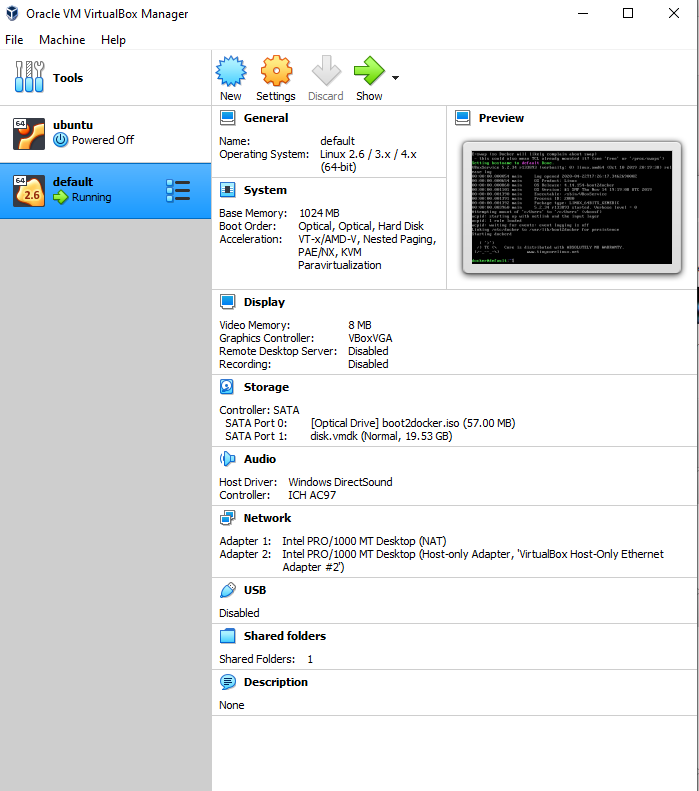 Oracle VM VirtualBox Manager
File Machine Help
Tools
New Settings Discard Show
64
ubuntu
Powered Off
64
2.6
default
Running
General
Name: default
Operating System: Linux 2.6 / 3.x / 4.x
(64-bit)
System
Base Memory: 1024 MB
Boot Order: Optical, Optical, Hard Disk
Acceleration: VT-x/AMD-V, Nested Paging,
PAE/NX, KVM
Paravirtualization
Preview
Display
Video Memory: 8 MB
Graphics Controller: VBoxVGA
Remote Desktop Server: Disabled
Recording: Disabled
Storage
Controller: SATA
SATA Port 0: [Optical Drive] boot2docker.iso (57.00 MB)
SATA Port 1: disk.vmdk (Normal, 19.53 GB)
Audio
Host Driver: Windows DirectSound
Controller: ICH AC97
Network
Adapter 1: Intel PRO/1000 MT Desktop (NAT)
Adapter 2: Intel PRO/1000 MT Desktop (Host-only Adapter, 'VirtualBox Host-Only Ethernet
Adapter #2')
USB
Disabled
Shared folders
Shared Folders: 1
Description
None